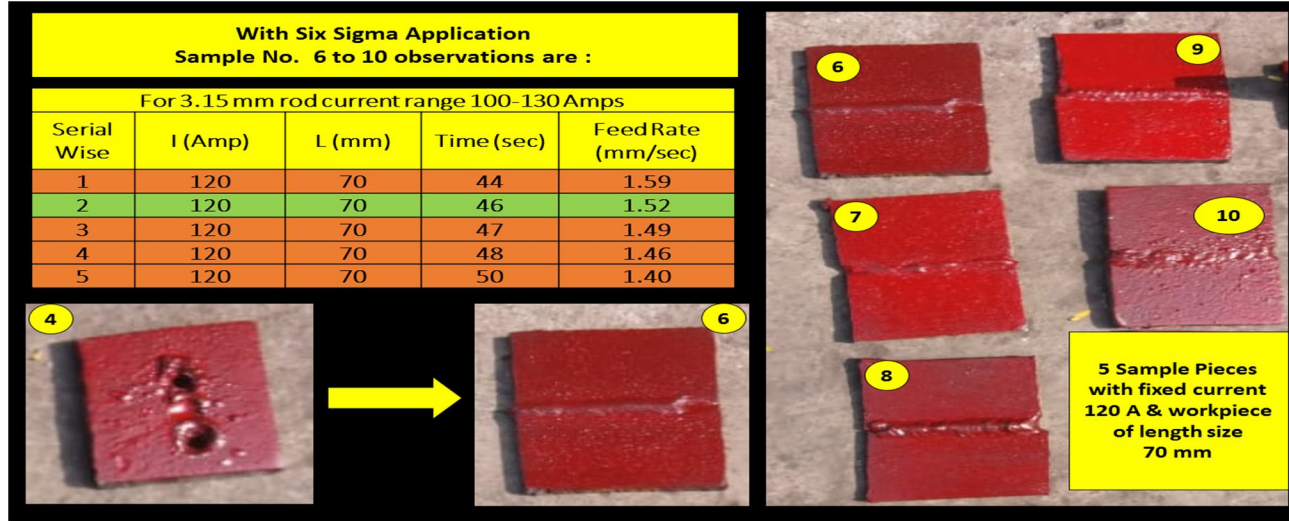 With Six Sigma Application
Sample No. 6 to 10 observations are :
For 3.15 mm rod current range 100-130 Amps
Serial Wise I (Amp) L (mm) Time (sec) Feed Rate (mm/sec)
1 120 70 44 1.59
2 120 70 46 1.52
3 120 70 47 1.49
4 120 70 48 1.46
5 120 70 50 1.40
4
6
6
9
7
10
8
5 Sample Pieces
with fixed current
120 A & workpiece
of length size
70 mm